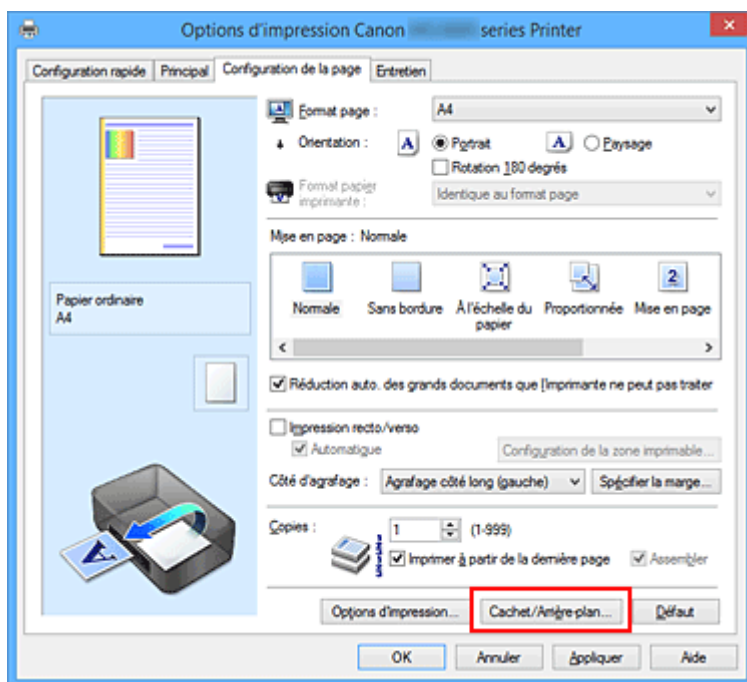 Options d'impression Canon series Printer
Configuration rapide Principal Configuration de la page Entretien
Format page : A4
Orientation : A Portrait A Paysage
Rotation 180 degrés
Format papier imprimante : Identique au format page
Mise en page : Normale
Normale Sans bordure À l'échelle du papier Proportionnée Mise en page
2
Papier ordinaire
A4
Réduction auto. des grands documents que l'imprimante ne peut pas traiter
Impression recto/verso
Automatique Configuration de la zone imprimable...
Côté d'agrafage : Agrafage côté long (gauche) Spécifier la marge...
Copies : 1 (1-999)
Imprimer à partir de la dernière page Assembler
Options d'impression... Cachet/Arrière-plan... Défaut
OK Annuler Appliquer Aide